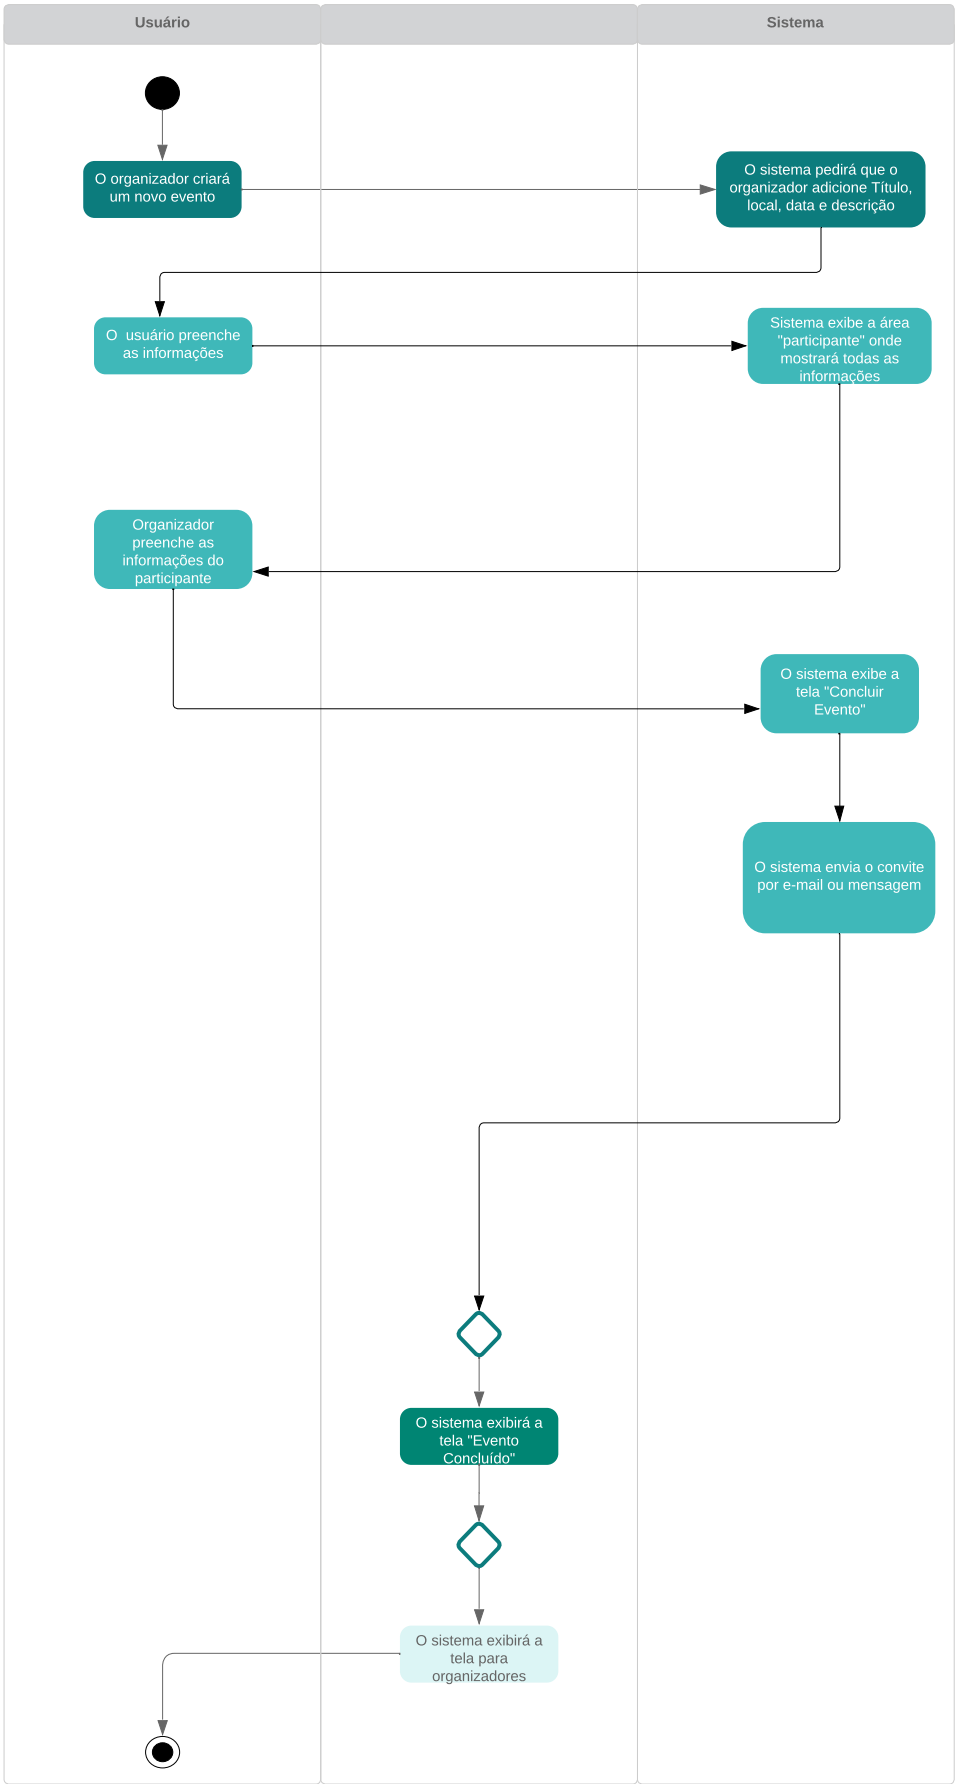 Usuário
Sistema
O organizador criará
um novo evento
O sistema pedirá que o
organizador adicione Título,
local, data e descrição
O  usuário preenche
as informações
Sistema exibe a área
"participante" onde
mostrará todas as
informações
Organizador
preenche as
informações do
participante
O sistema exibe a
tela "Concluir
Evento"
O sistema envia o convite
por e-mail ou mensagem
O sistema exibirá a
tela "Evento
Concluído"
O sistema exibirá a
tela para
organizadores